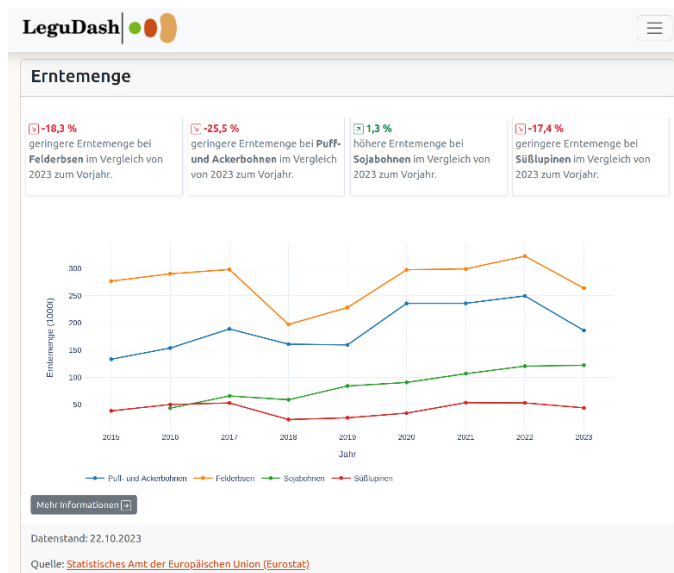 LeguDash
Erntemenge
-18,3 %
geringere Erntemenge bei
Felderbsen im Vergleich von
2023 zum Vorjahr.
-25,5 %
geringere Erntemenge bei Puff-
und Ackerbohnen im Vergleich
von 2023 zum Vorjahr.
1,3 %
höhere Erntemenge bei
Sojabohnen im Vergleich von
2023 zum Vorjahr.
-17,4 %
geringere Erntemenge bei
Süßlupinen im Vergleich von
2023 zum Vorjahr.
Erntemenge (1000t)
300
250
200
150
100
50
2015 2016 2017 2018 2019 2020 2021 2022 2023
Jahr
Puff- und Ackerbohnen Felderbsen Sojabohnen Süßlupinen
Mehr Informationen
Datenstand: 22.10.2023
Quelle: Statistisches Amt der Europäischen Union (Eurostat)